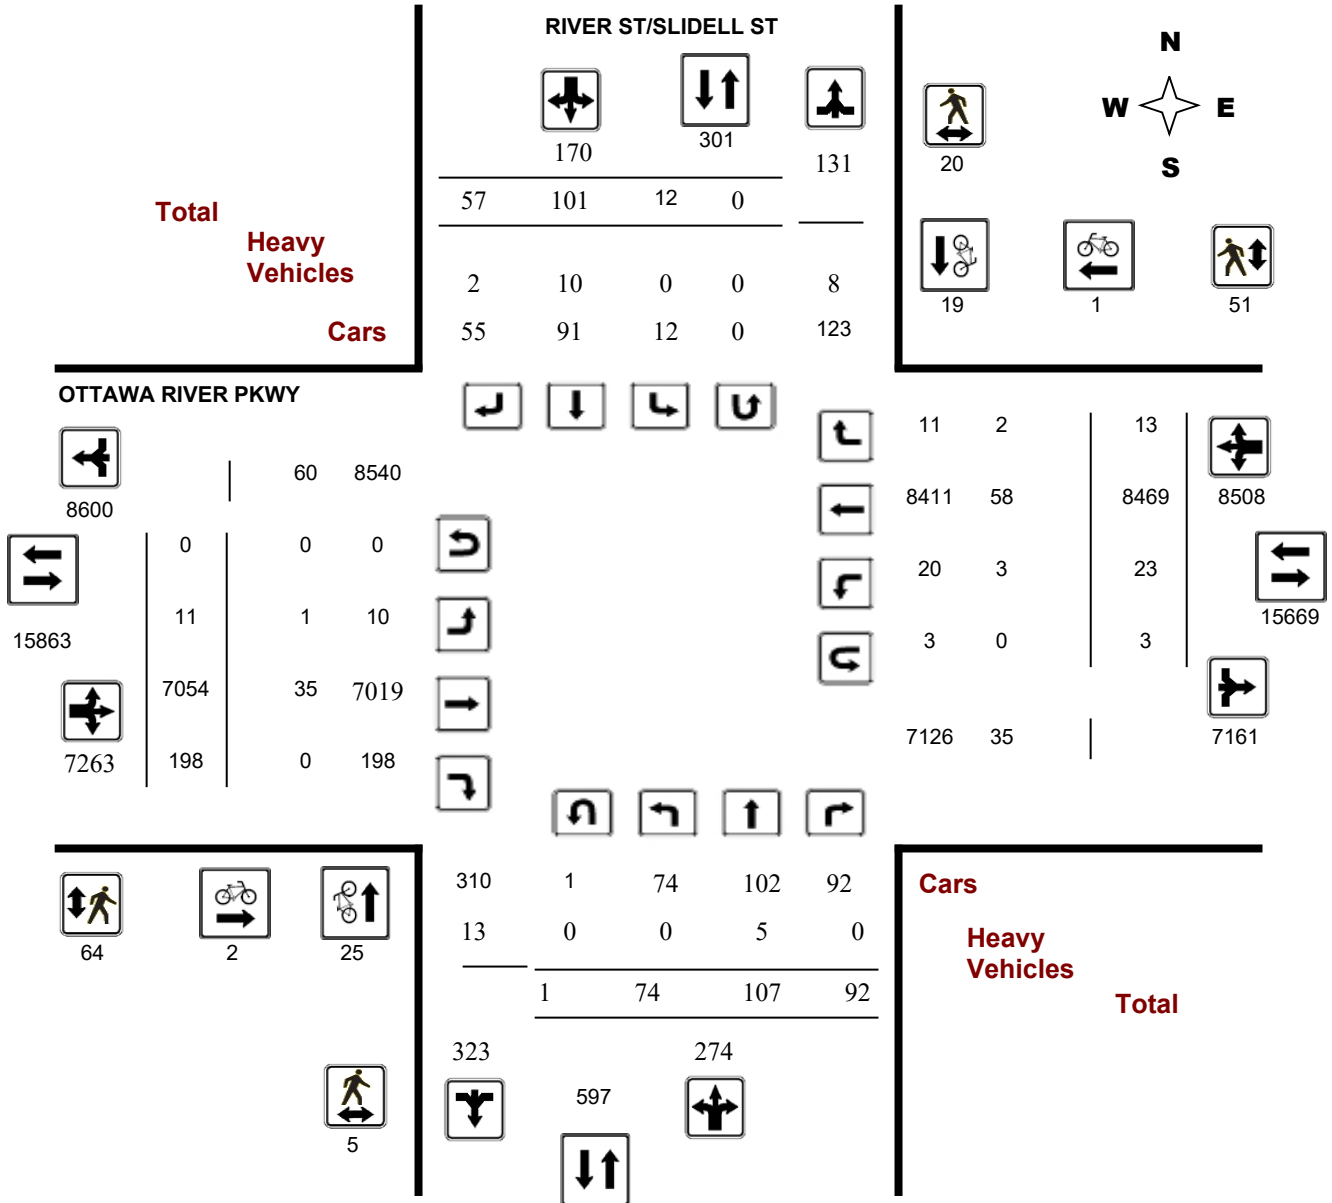 RIVER ST/SLIDELL ST
N
W E
S
170
301
131
20
Total
57 101 12 0
Heavy
Vehicles
2 10 0 0 8
19 1 51
Cars
55 91 12 0 123
OTTAWA RIVER PKWY
11 2 13
60 8540
8600
8411 58 8469 8508
0 0 0
20 3 23
15863
11 1 10
15669
3 0 3
7054 35 7019
7263 198 0 198
7126 35 7161
310 1 74 102 92
Cars
13 0 0 5 0
Heavy
Vehicles
64 2 25
1 74 107 92
Total
323 274
597
5